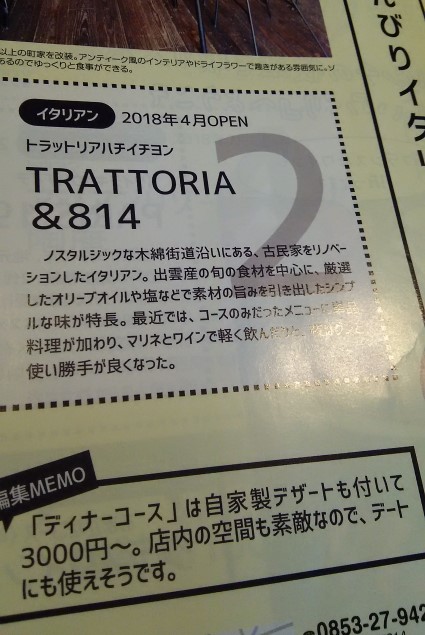 以上の町家を改装。アンティーク風のインテリアやドライフラワーで趣きがある雰囲気に。ソ
あるのでゆっくりと食事ができる。
んびりイタ
イタリアン 2018年4月OPEN
2
トラットリアハチイチヨン
TRATTORIA
&814
ノスタルジックな木綿街道沿いにある、古民家をリノベー
ションしたイタリアン。出雲産の旬の食材を中心に、厳選
したオリーブオイルや塩などで素材の旨みを引き出したシンプ
ルな味が特長。最近では、コースのみだったメニューに
料理が加わり、マリネとワインで軽く飲ん
使い勝手が良くなった。
編集MEMO
「ディナーコース」は自家製デザートも付いて
3000円〜。店内の空間も素敵なので、デート
にも使えそうです。
0853-27-942